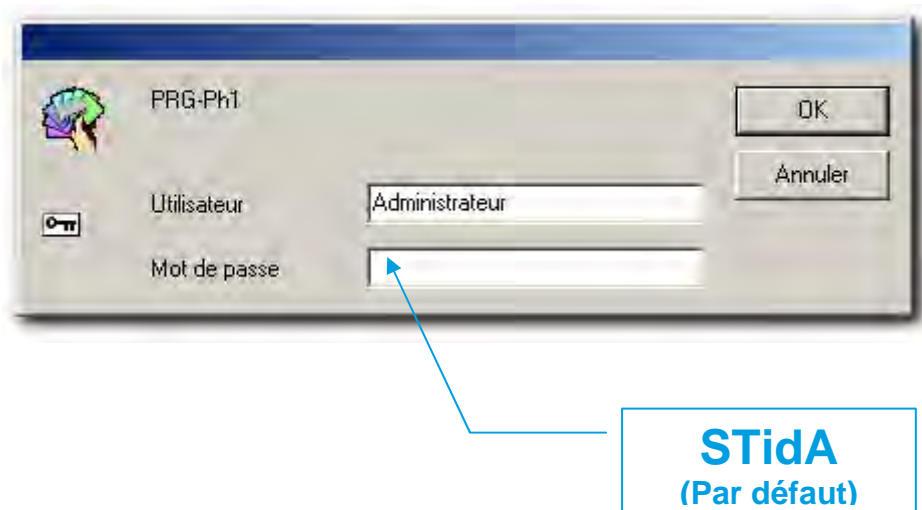 PRG-Ph1
OK
Annuler
Utilisateur
Administrateur
Mot de passe
STidA
(Par défaut)